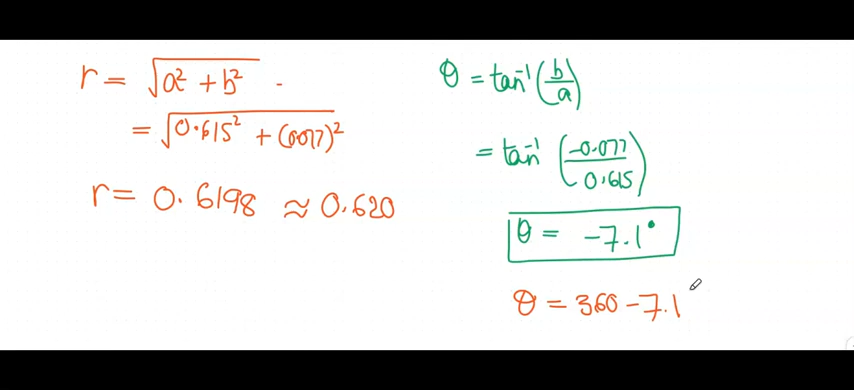 r = √(a² + b²)
= √(0.615² + (0.077)²)
r = 0.6198 ≈ 0.620
θ = tan⁻¹(b/a)
= tan⁻¹(-0.077/0.615)
θ = -7.1°
θ = 360 - 7.1